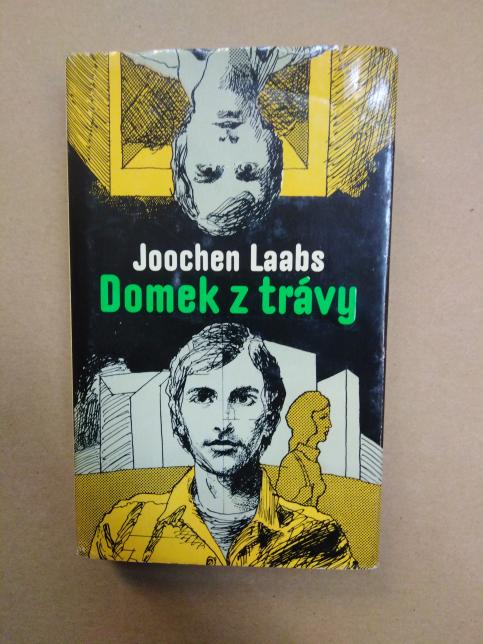 Joochen Laabs
Domek z trávy